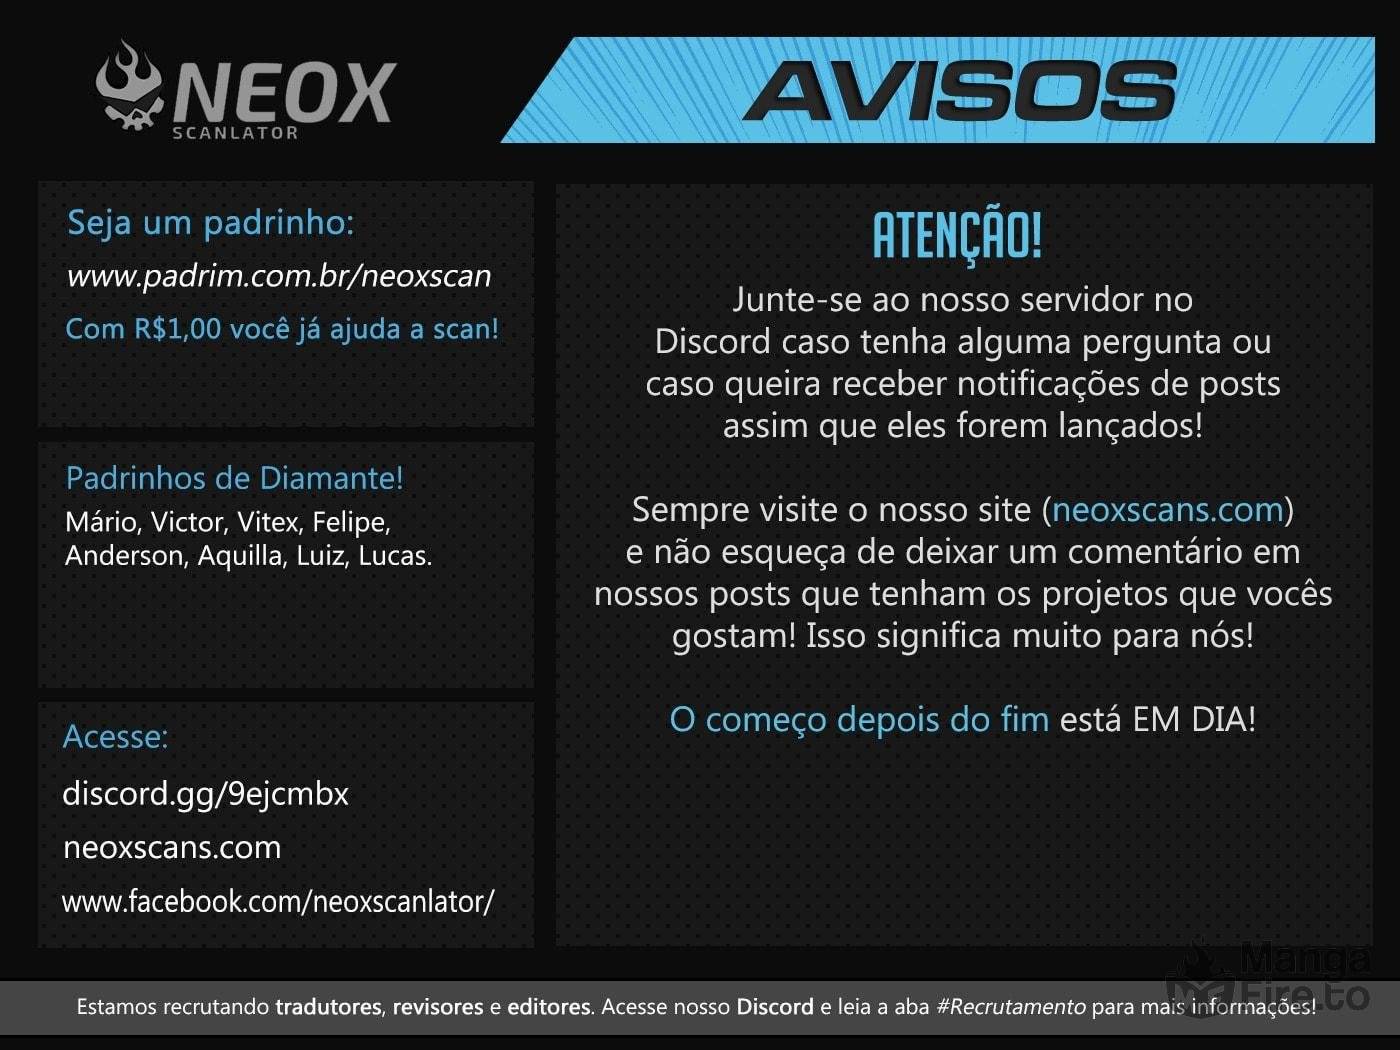 NEOX
SCANLATOR
AVISOS
Seja um padrinho:
www.padrim.com.br/neoxscan
Com R$1,00 você já ajuda a scan!
Padrinhos de Diamante!
Mário, Victor, Vitex, Felipe,
Anderson, Aquilla, Luiz, Lucas.
Acesse:
discord.gg/9ejcmbx
neoxscans.com
www.facebook.com/neoxscanlator/
ATENÇÃO!
Junte-se ao nosso servidor no
Discord caso tenha alguma pergunta ou
caso queira receber notificações de posts
assim que eles forem lançados!
Sempre visite o nosso site (neoxscans.com)
e não esqueça de deixar um comentário em
nossos posts que tenham os projetos que vocês
gostam! Isso significa muito para nós!
O começo depois do fim está EM DIA!
Estamos recrutando tradutores, revisores e editores. Acesse nosso Discord e leia a aba #Recrutamento para mais informações!
Manga
Fire.to